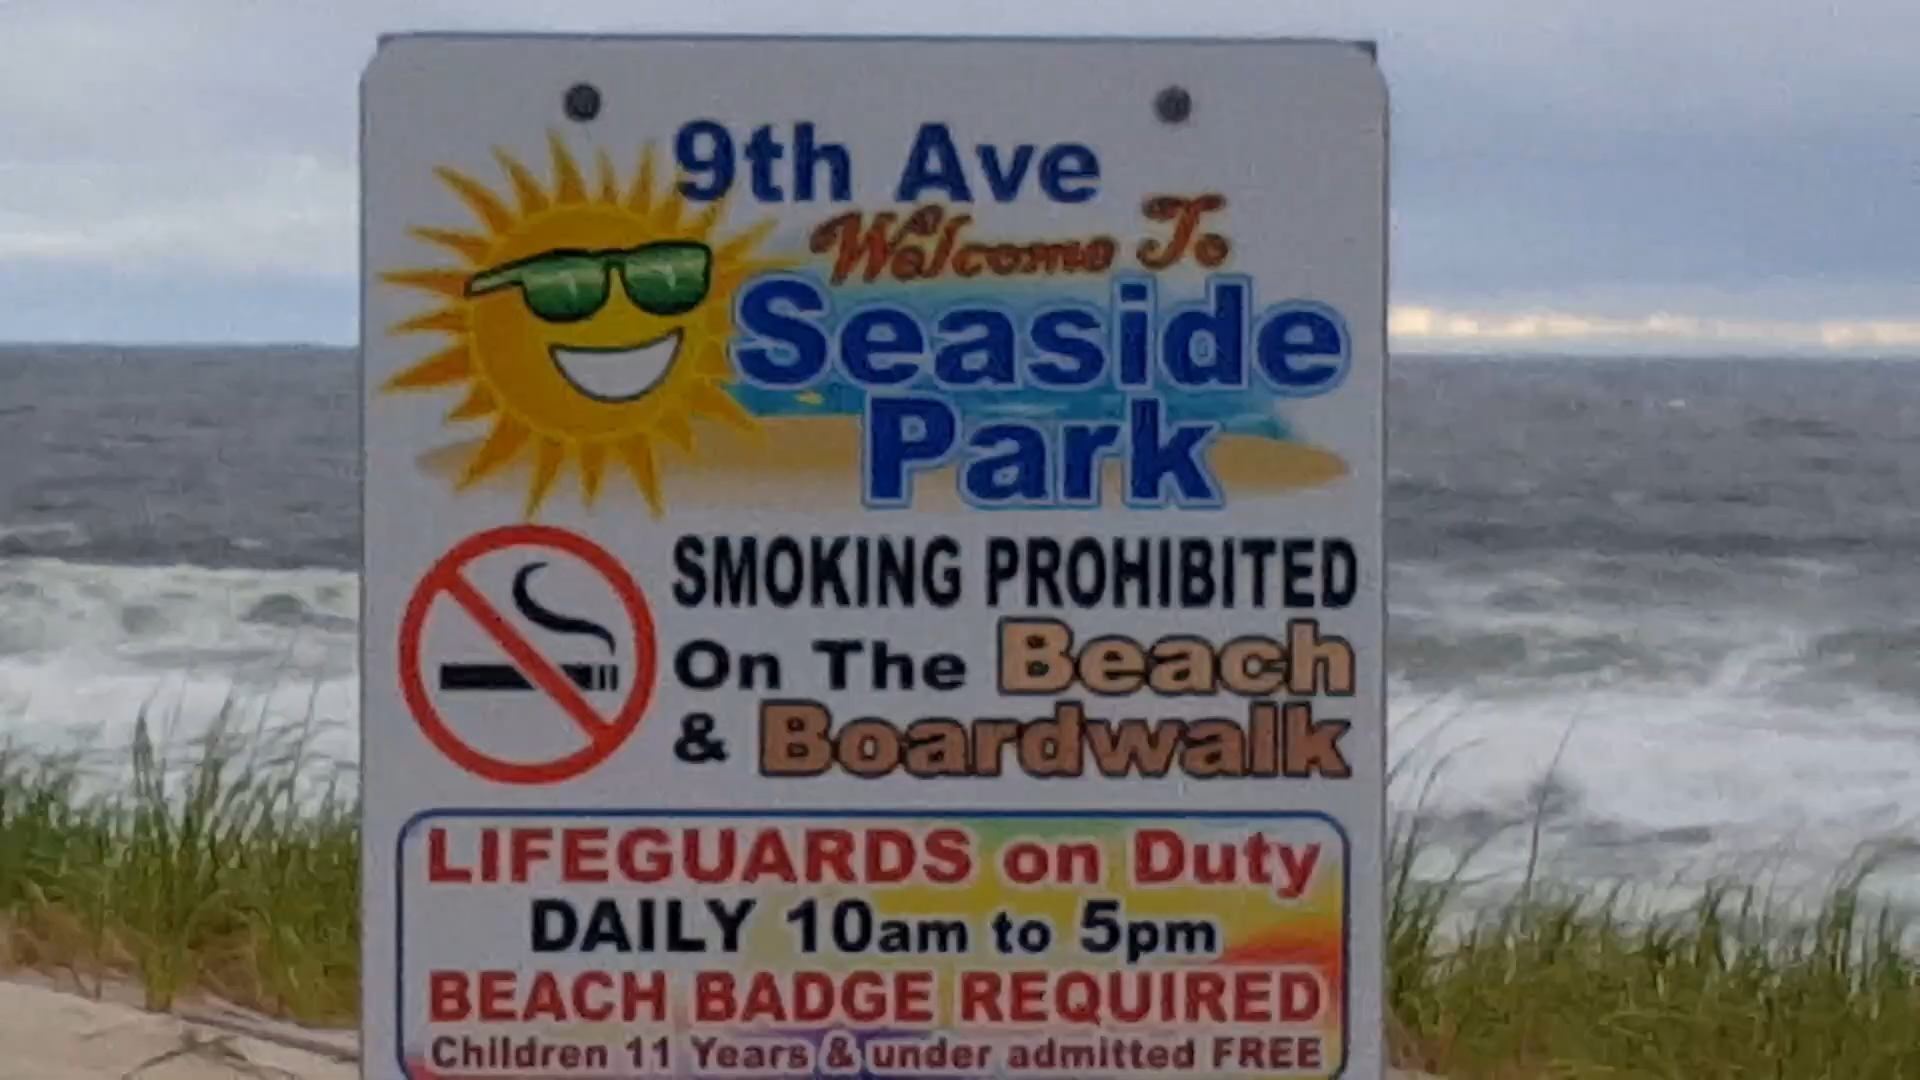 9th Ave
Welcome To
Seaside
Park
SMOKING PROHIBITED
On The Beach
& Boardwalk
LIFEGUARDS on Duty
DAILY 10am to 5pm
BEACH BADGE REQUIRED
Children 11 Years & under admitted FREE